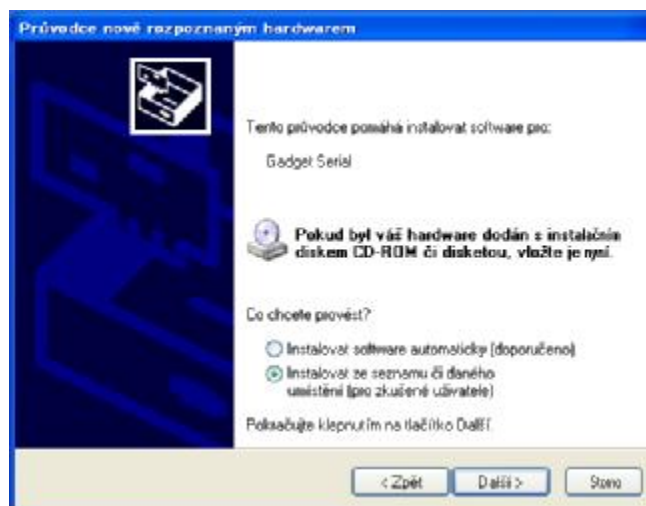 Průvodce nově rozpoznaným hardwarem
Tento průvodce pomáhá instalovat software pro:
Gadget Serial
Pokud byl váš hardware dodán s instalačním
diskem CD-ROM či disketou, vložte je nyní.
Co chcete provést?
Instalovat software automaticky (doporučeno)
Instalovat ze seznamu či daného
umístění (pro zkušené uživatele)
Pokračujte klepnutím na tlačítko Další.
< Zpět
Další >
Storno